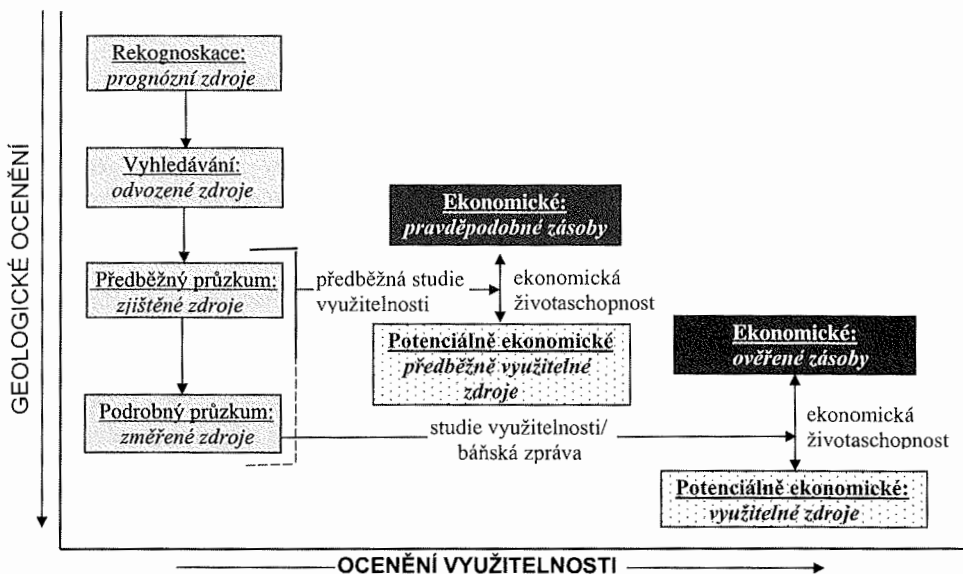 GEOLOGICKÉ OCENĚNÍ
Rekognoskace:
prognózní zdroje
Vyhledávání:
odvozené zdroje
Předběžný průzkum:
zjištěné zdroje
Podrobný průzkum:
změřené zdroje
předběžná studie
využitelnosti
Ekonomické:
pravděpodobné zásoby
ekonomická
životaschopnost
Potenciálně ekonomické
předběžně využitelné
zdroje
studie využitelnosti/
báňská zpráva
Ekonomické:
ověřené zásoby
ekonomická
životaschopnost
Potenciálně ekonomické:
využitelné zdroje
OCENĚNÍ VYUŽITELNOSTI